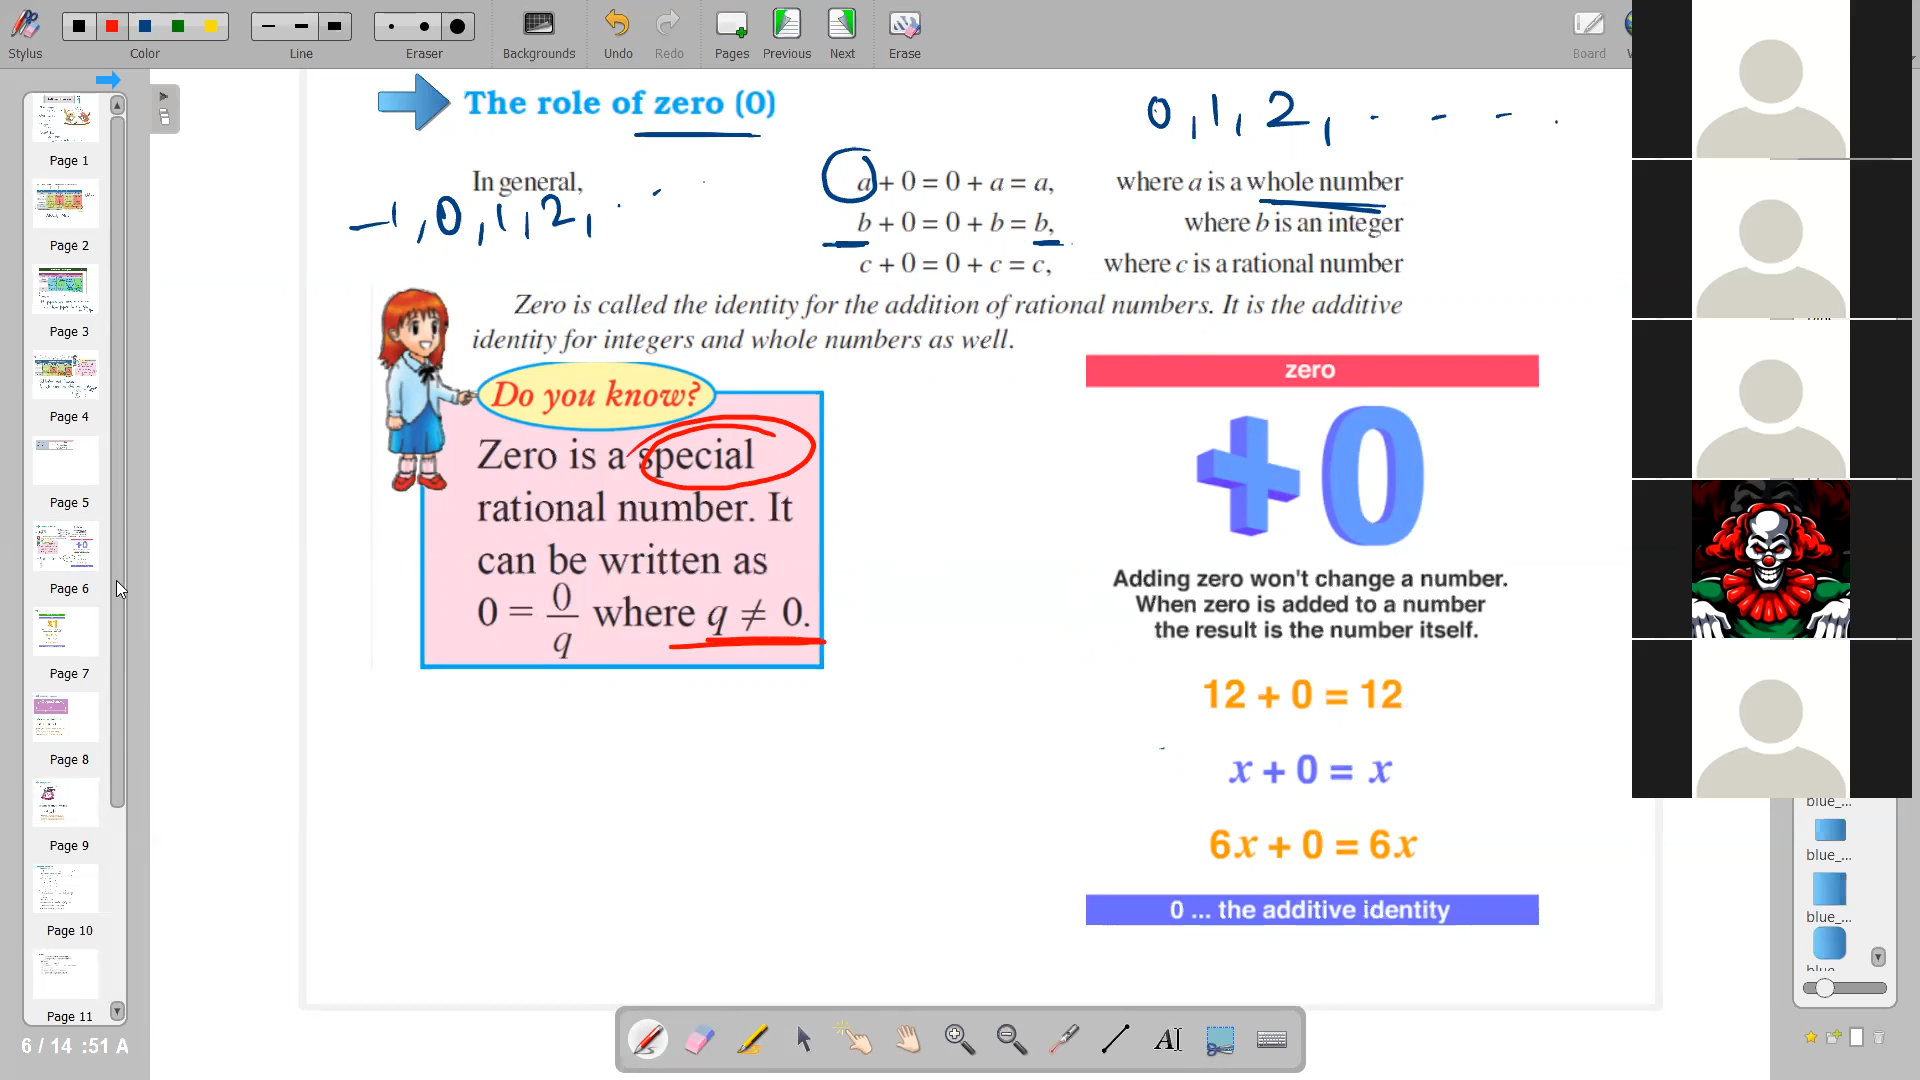 Stylus
Color
Line
Eraser
Backgrounds
Undo
Redo
Pages
Previous
Next
Erase
Board
Page 1
Page 2
Page 3
Page 4
Page 5
Page 6
Page 7
Page 8
Page 9
Page 10
Page 11
6 / 14 :51 A
The role of zero (0)
0, 1, 2, . - - .
In general,
a + 0 = 0 + a = a, where a is a whole number
-1, 0, 1, 2, . . .
b + 0 = 0 + b = b, where b is an integer
c + 0 = 0 + c = c, where c is a rational number
Zero is called the identity for the addition of rational numbers. It is the additive
identity for integers and whole numbers as well.
Do you know?
Zero is a special
rational number. It
can be written as
0 = 0/q where q ≠ 0.
zero
+0
Adding zero won't change a number.
When zero is added to a number
the result is the number itself.
12 + 0 = 12
x + 0 = x
6x + 0 = 6x
0 ... the additive identity
blue_...
blue_...
blue_...